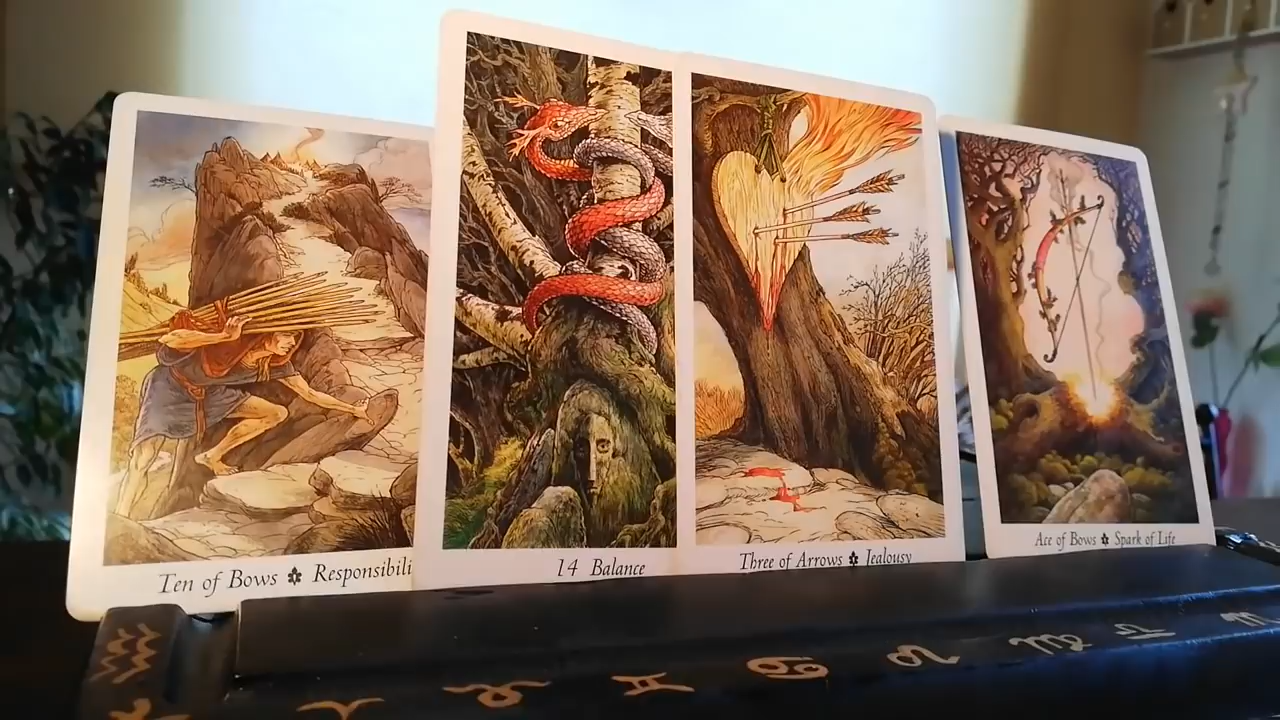 Ten of Bows ✽ Responsibili
14 Balance
Three of Arrows ✽ Jealousy
Ace of Bows ✽ Spark of Life